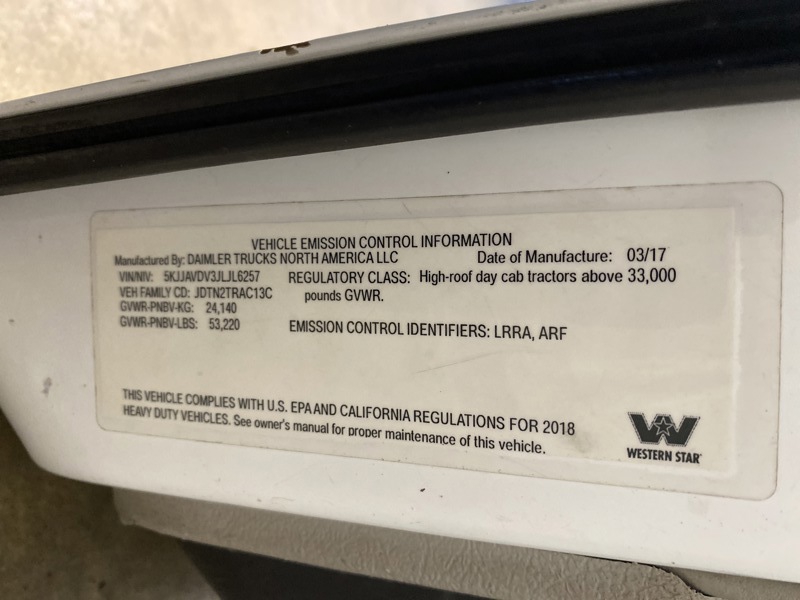 VEHICLE EMISSION CONTROL INFORMATION
Manufactured By: DAIMLER TRUCKS NORTH AMERICA LLC Date of Manufacture: 03/17
VIN/NIV: 5KJJAVDV3JLJL6257 REGULATORY CLASS: High-roof day cab tractors above 33,000
VEH FAMILY CD: JDTN2TRAC13C pounds GVWR.
GVWR-PNBV-KG: 24,140
GVWR-PNBV-LBS: 53,220 EMISSION CONTROL IDENTIFIERS: LRRA, ARF
THIS VEHICLE COMPLIES WITH U.S. EPA AND CALIFORNIA REGULATIONS FOR 2018
HEAVY DUTY VEHICLES. See owner's manual for proper maintenance of this vehicle.
WESTERN STAR